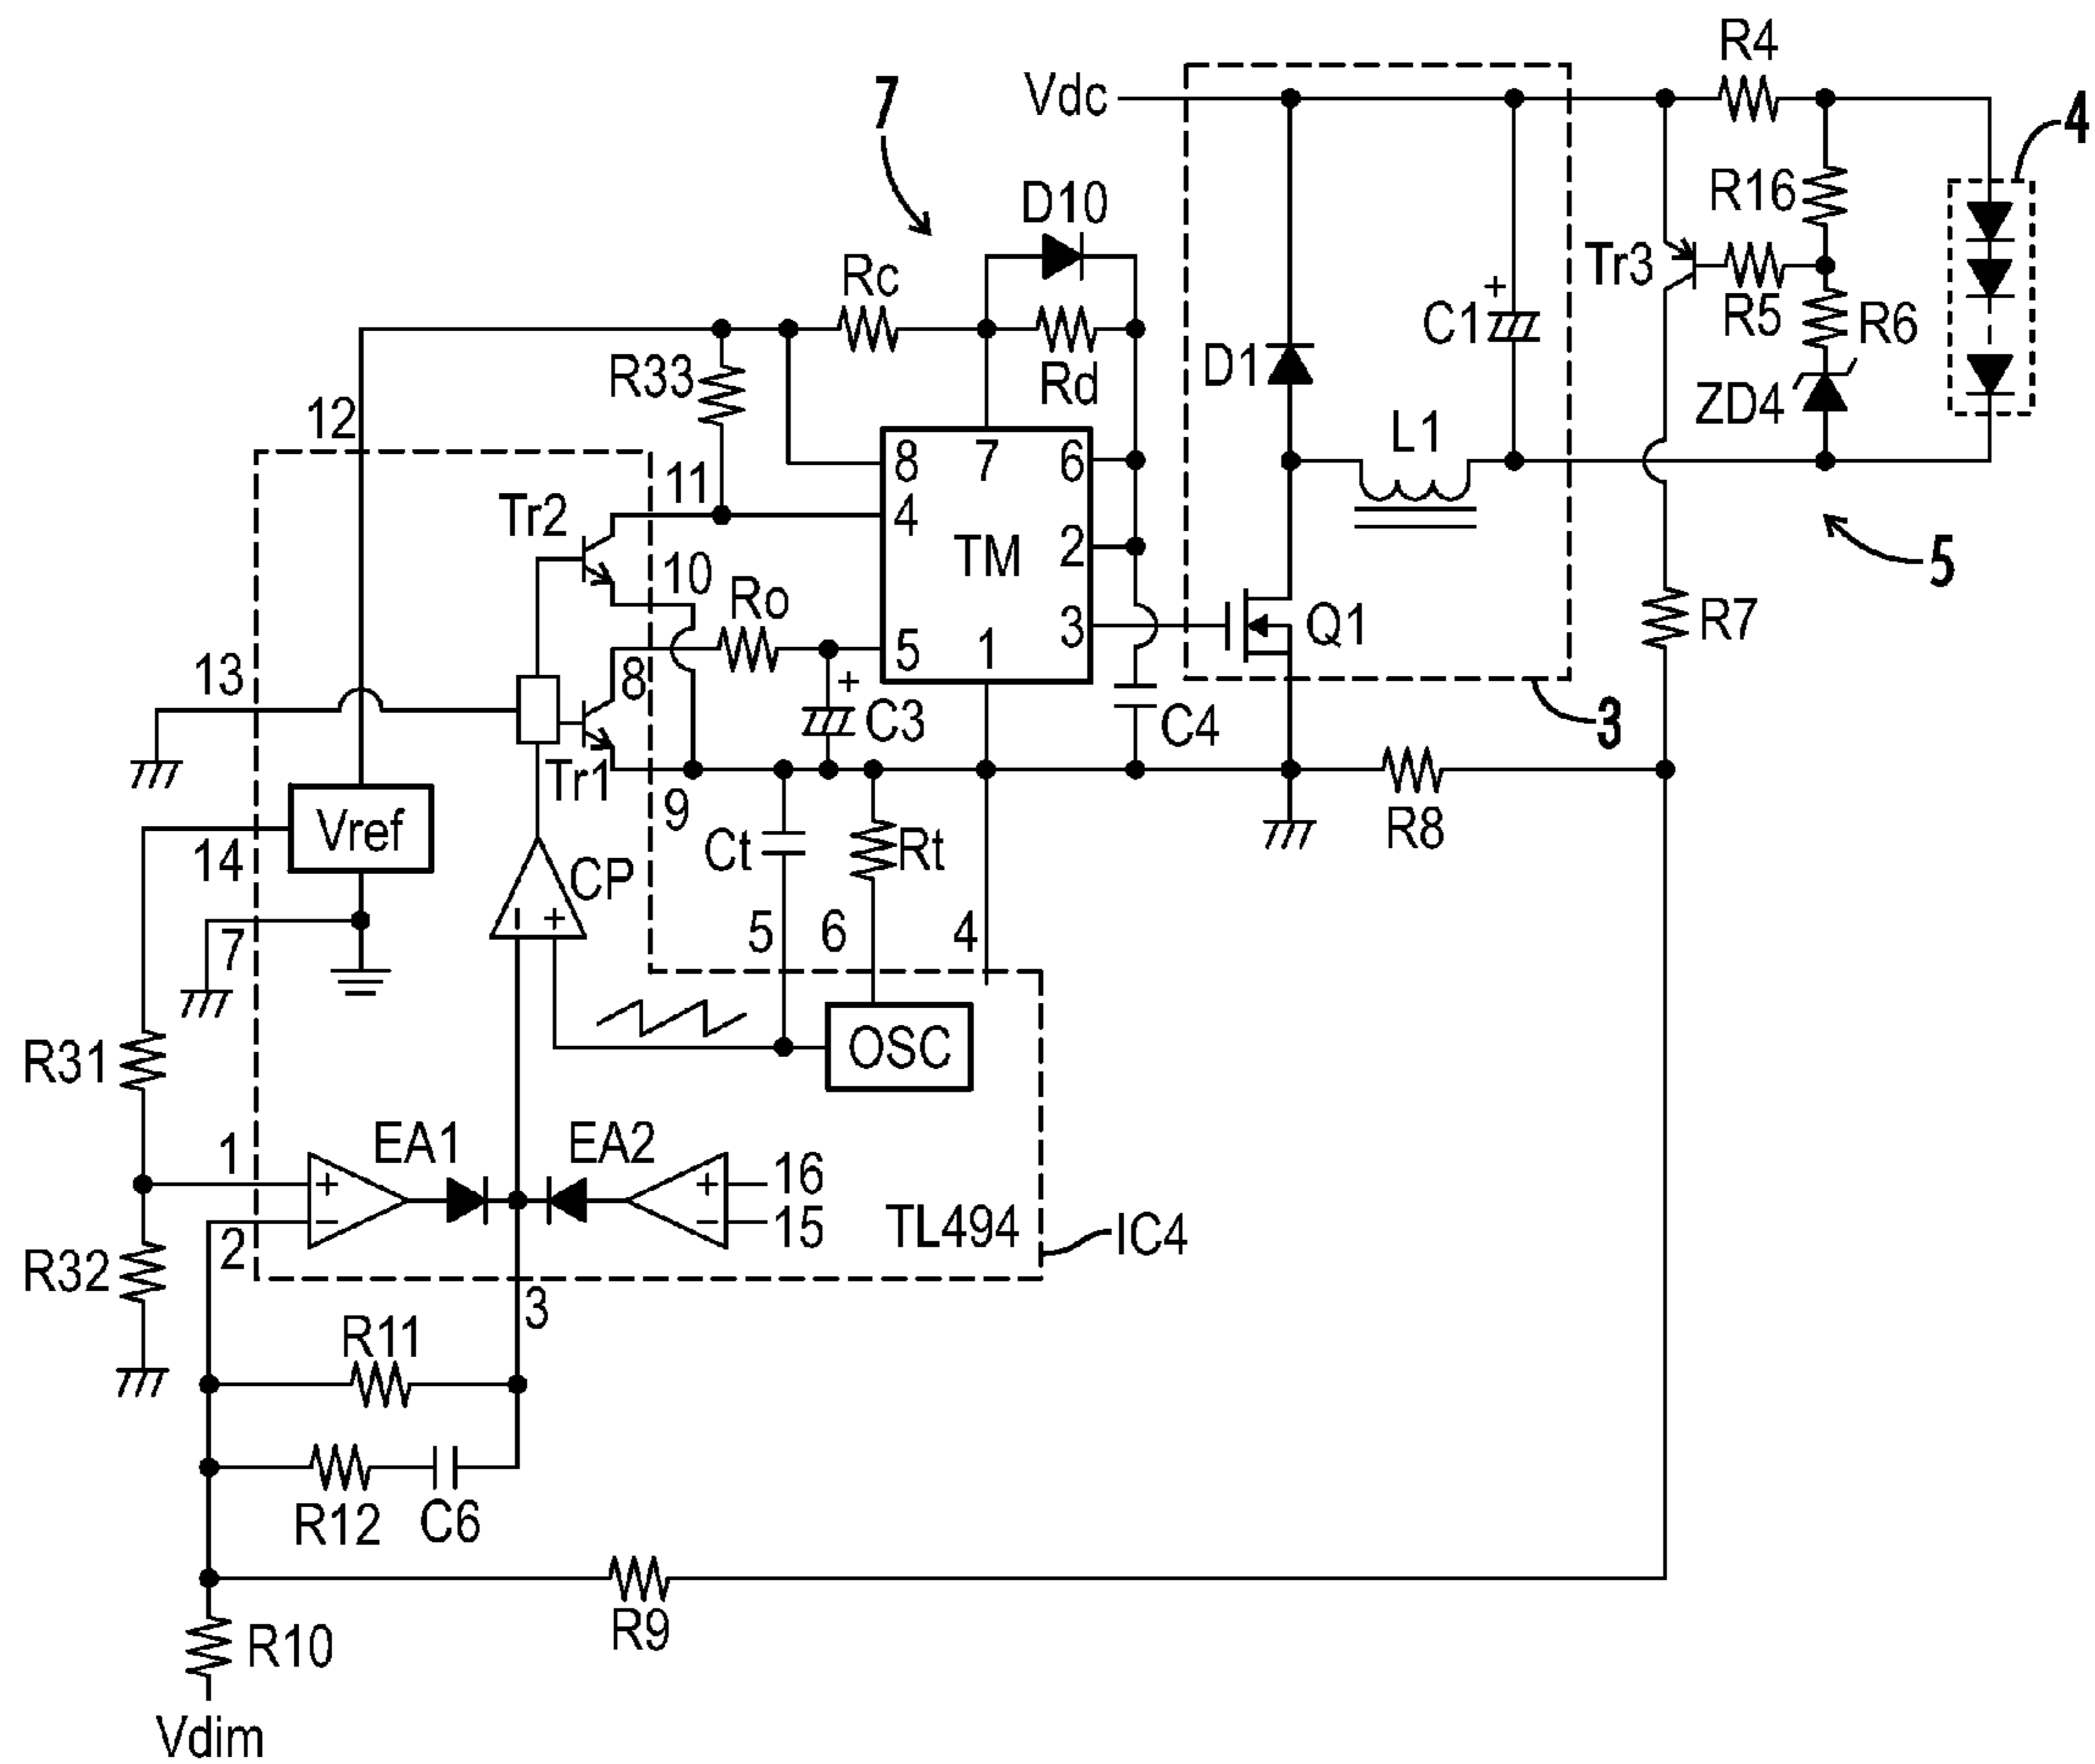 R4
Vdc
7
4
D10
R16
Rc
Tr3
R5
R6
C1
+
R33
Rd
D1
ZD4
12
L1
8
7
6
11
Tr2
4
2
TM
10
5
Ro
3
Q1
R7
1
5
13
8
+
C3
C4
3
Tr1
9
Vref
R8
14
Ct
Rt
CP
+
5
6
4
7
OSC
R31
1
EA1
EA2
+
+
16
−
−
15
TL494
IC4
2
R32
3
R11
R12
C6
R9
R10
Vdim